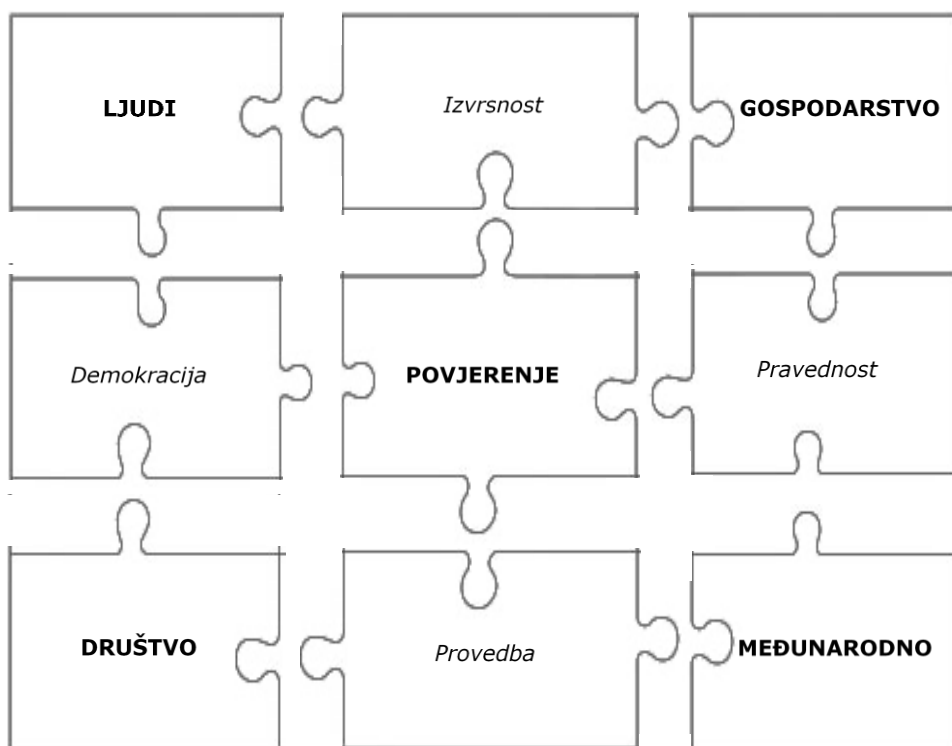 LJUDI
Izvrsnost
GOSPODARSTVO
Demokracija
POVJERENJE
Pravednost
DRUŠTVO
Provedba
MEĐUNARODNO